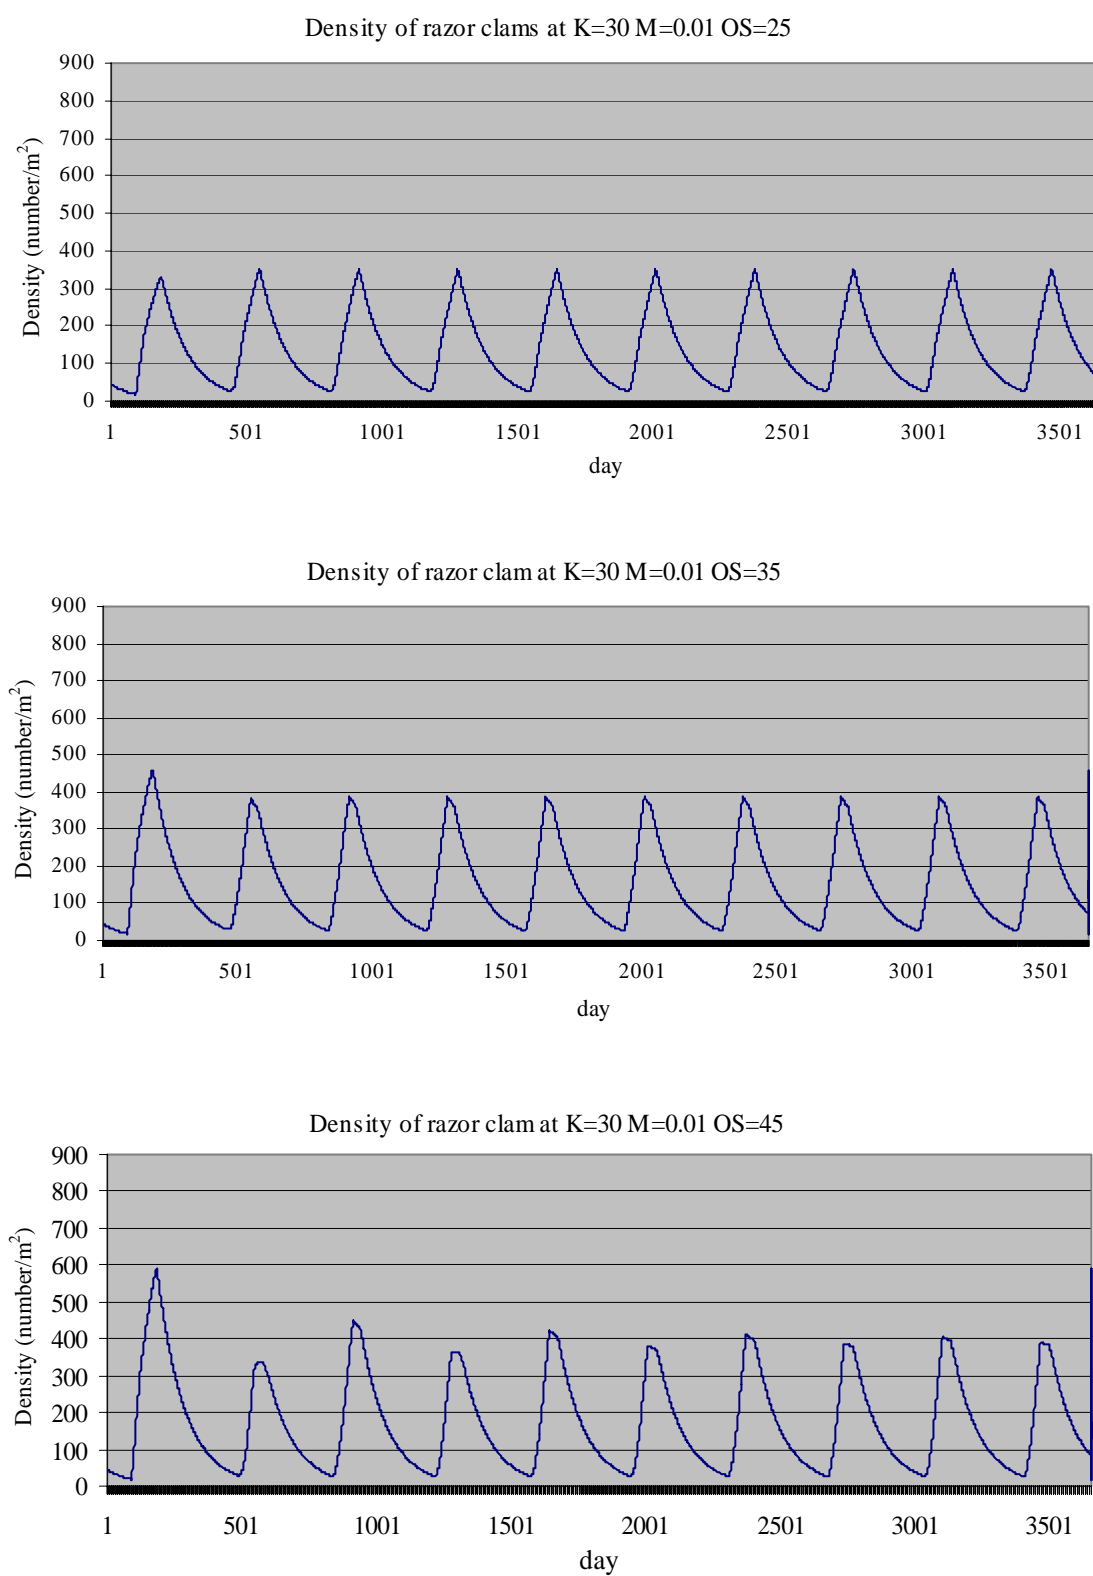 Density of razor clams at K=30 M=0.01 OS=25
900
800
700
600
500
400
300
200
100
0
Density (number/m²)
1 501 1001 1501 2001 2501 3001 3501
day
Density of razor clam at K=30 M=0.01 OS=35
900
800
700
600
500
400
300
200
100
0
Density (number/m²)
1 501 1001 1501 2001 2501 3001 3501
day
Density of razor clam at K=30 M=0.01 OS=45
900
800
700
600
500
400
300
200
100
0
Density (number/m²)
1 501 1001 1501 2001 2501 3001 3501
day